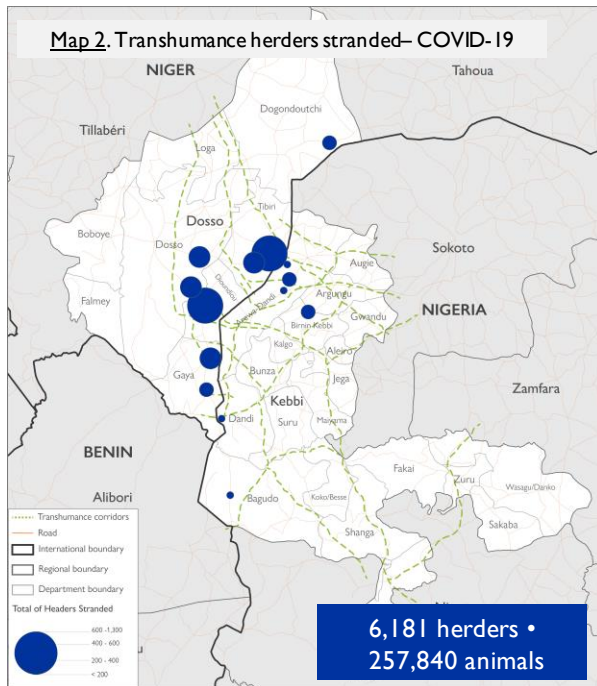 Map 2. Transhumance herders stranded– COVID-19
NIGER
Tahoua
Dogondoutchi
Tillabéri
Loga
Tibiri
Dosso
Boboye
Dosso
Sokoto
Augie
Dioundiou
Falmey
Argungu
NIGERIA
Arewa-Dandi
Gwandu
Birnin Kebbi
Kalgo
Aleiro
Gaya
Bunza
Jega
Zamfara
Kebbi
Dandi
Suru
Maiyama
BENIN
Fakai
Zuru
Wasagu/Danko
Alibori
Bagudo
Koko/Besse
Sakaba
Shanga
Transhumance corridors
Road
International boundary
Regional boundary
Department boundary
Total of Headers Stranded
600 -1,300
400 - 600
200 - 400
< 200
6,181 herders •
257,840 animals